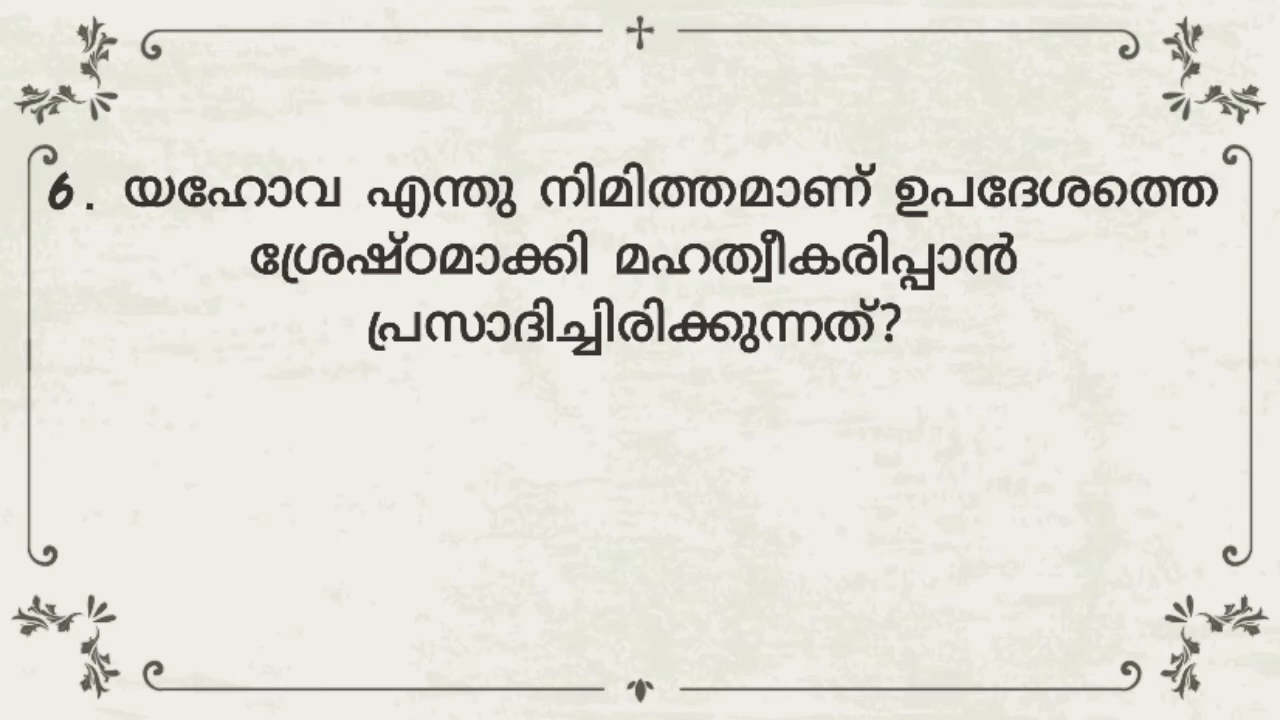 6. യഹോവ എന്തു നിമിത്തമാണ് ഉപദേശത്തെ
ശ്രേഷ്ഠമാക്കി മഹത്വീകരിപ്പാൻ
പ്രസാദിച്ചിരിക്കുന്നത്?